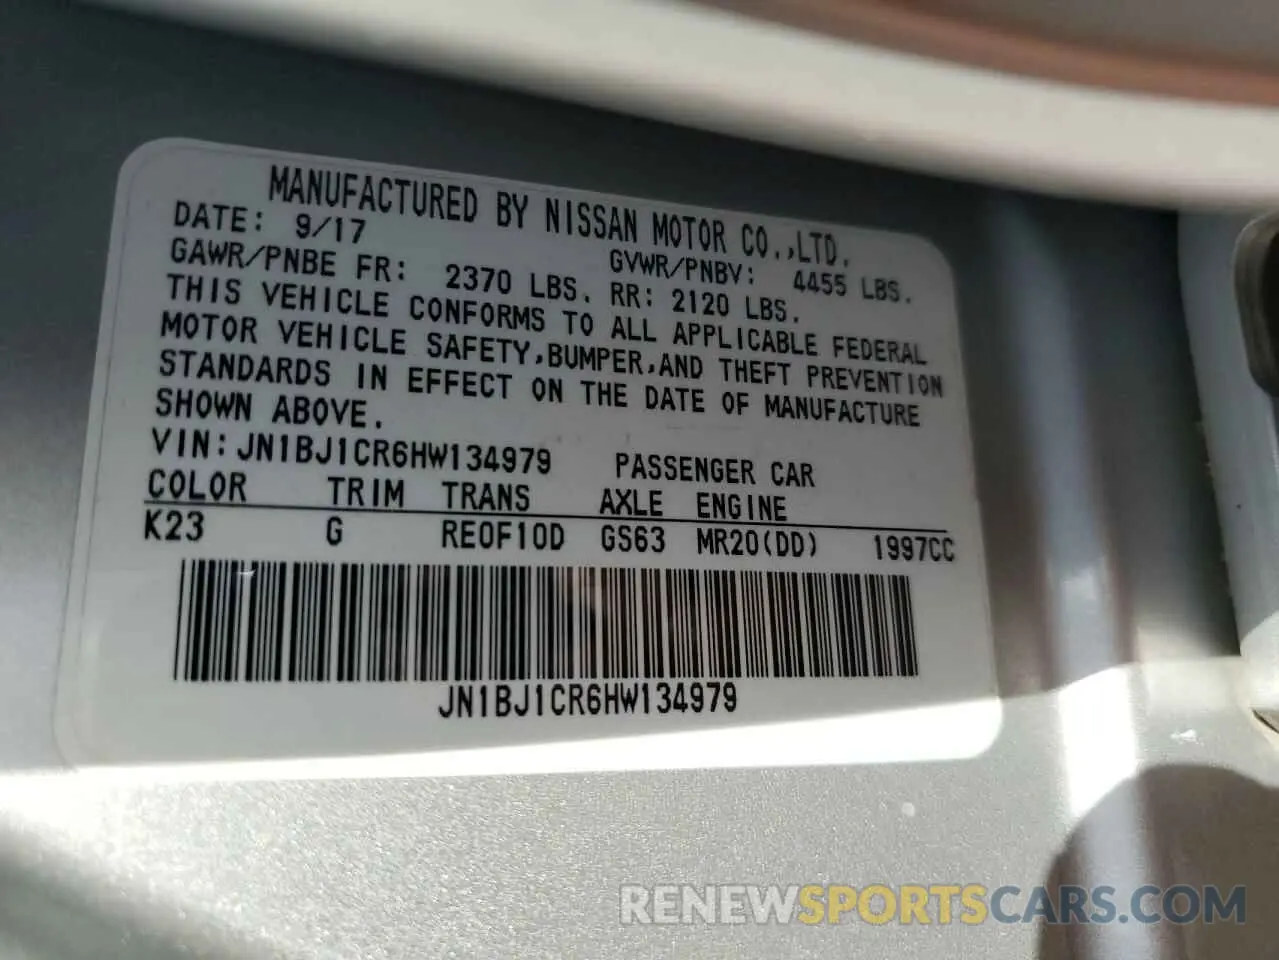 MANUFACTURED BY NISSAN MOTOR CO.,LTD.
DATE: 9/17 GVWR/PNBV: 4455 LBS.
GAWR/PNBE FR: 2370 LBS. RR: 2120 LBS.
THIS VEHICLE CONFORMS TO ALL APPLICABLE FEDERAL
MOTOR VEHICLE SAFETY,BUMPER,AND THEFT PREVENTION
STANDARDS IN EFFECT ON THE DATE OF MANUFACTURE
SHOWN ABOVE.
VIN:JN1BJ1CR6HW134979 PASSENGER CAR
COLOR TRIM TRANS AXLE ENGINE
K23 G RE0F10D GS63 MR20(DD) 1997CC
JN1BJ1CR6HW134979
RENEWSPORTSCARS.COM